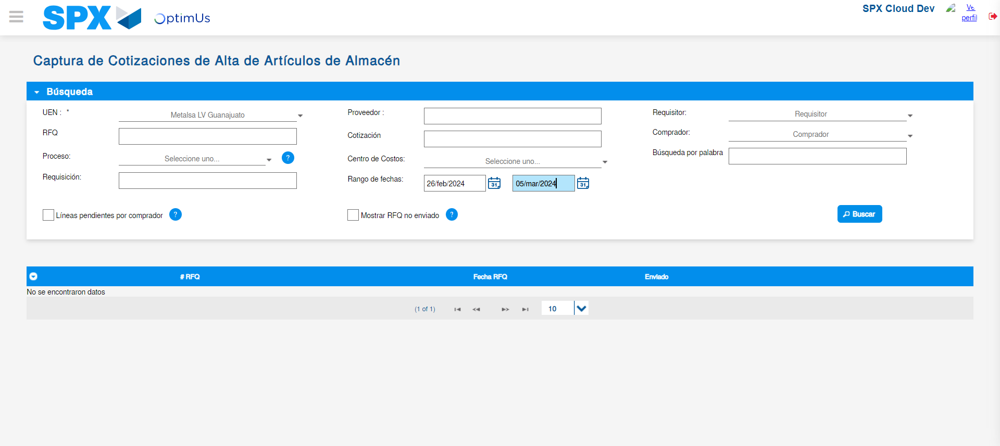 SPX OptimUs
SPX Cloud Dev
Ve
perfil
Captura de Cotizaciones de Alta de Artículos de Almacén
Búsqueda
UEN : * Metalsa LV Guanajuato
Proveedor :
Requisitor: Requisitor
RFQ
Cotización
Comprador: Comprador
Proceso: Seleccione uno... ?
Centro de Costos: Seleccione uno...
Búsqueda por palabra
Requisición:
Rango de fechas: 26/feb/2024 31 05/mar/2024 31
Líneas pendientes por comprador ?
Mostrar RFQ no enviado ?
Buscar
# RFQ Fecha RFQ Enviado
No se encontraron datos
(1 of 1) 10